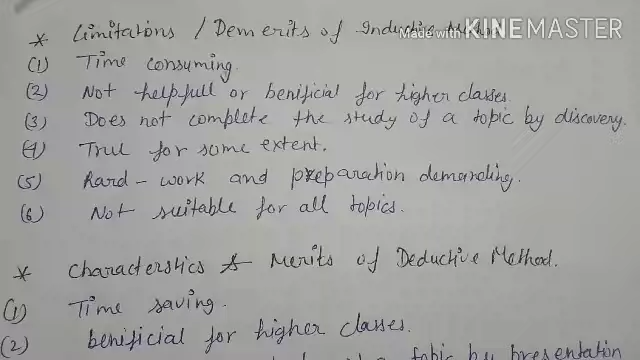 * Limitations / Demerits of Inductive Method
Made with KINEMASTER
(1) Time consuming.
(2) Not helpfull or benificial for higher classes.
(3) Does not complete the study of a topic by discovery.
(4) True for some extent.
(5) Hard-work and preparation demanding.
(6) Not suitable for all topics.
* Characterstics & Merits of Deductive Method.
(1) Time saving.
(2) benificial for higher classes.
topic by presentation